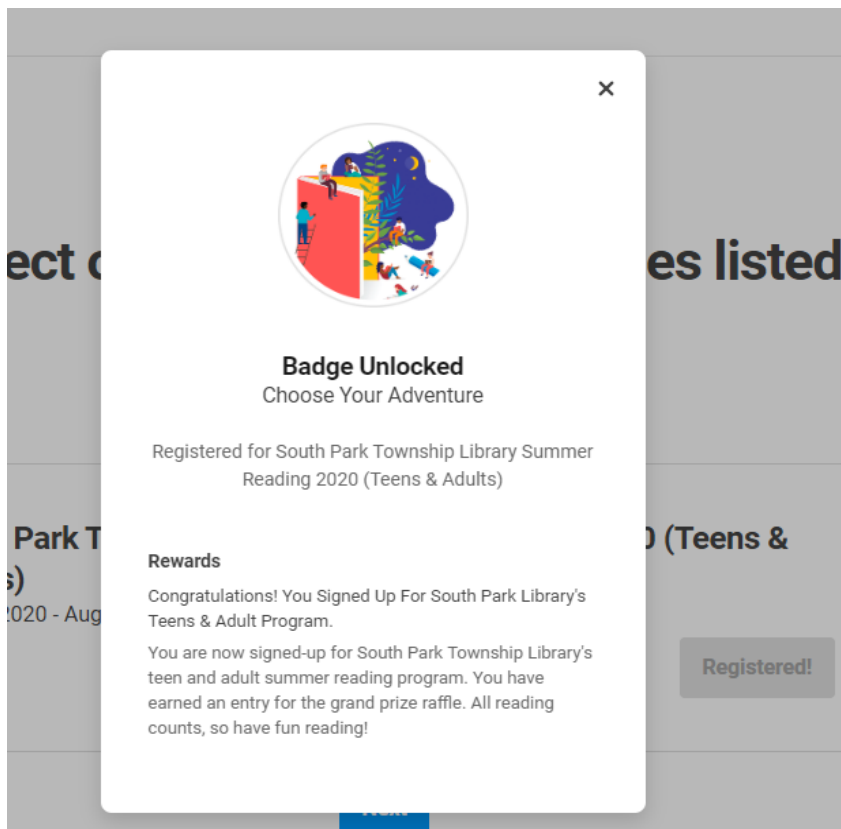 ect
es listed
Badge Unlocked
Choose Your Adventure
Registered for South Park Township Library Summer
Reading 2020 (Teens & Adults)
Park T
0 (Teens &
s)
2020 - Aug
Rewards
Congratulations! You Signed Up For South Park Library's
Teens & Adult Program.
You are now signed-up for South Park Township Library's
teen and adult summer reading program. You have
earned an entry for the grand prize raffle. All reading
counts, so have fun reading!
Registered!